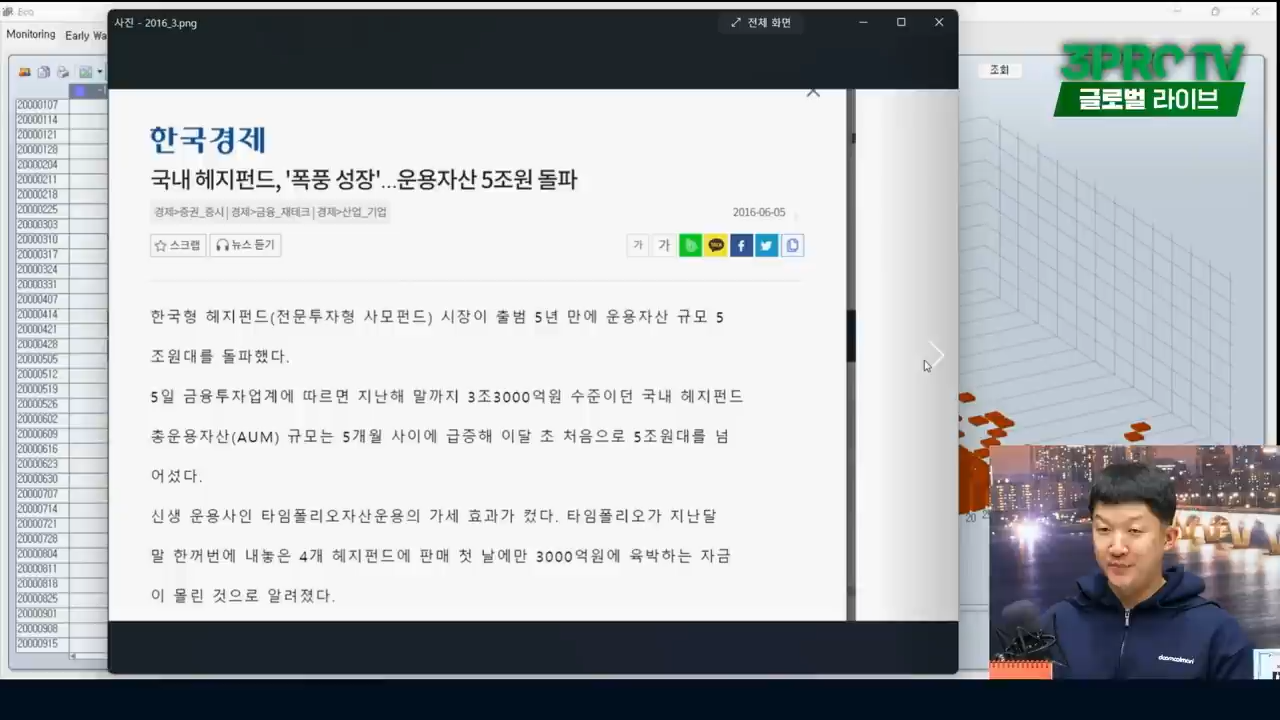 Eco
사진 - 2016_3.png
전체 화면
Monitoring
Early Wa
조회
3PRO TV
글로벌 라이브
20000107
20000114
20000121
20000128
20000204
20000211
20000218
20000225
20000303
20000310
20000317
20000324
20000331
20000407
20000414
20000421
20000428
20000505
20000512
20000519
20000526
20000602
20000609
20000616
20000623
20000630
20000707
20000714
20000721
20000728
20000804
20000811
20000818
20000825
20000901
20000908
20000915
한국경제
국내 헤지펀드, '폭풍 성장'...운용자산 5조원 돌파
경제>증권_증시 | 경제>금융_재테크 | 경제>산업_기업
2016-06-05
스크랩
뉴스 듣기
가 가
TALK
한국형 헤지펀드(전문투자형 사모펀드) 시장이 출범 5년 만에 운용자산 규모 5
조원대를 돌파했다.
5일 금융투자업계에 따르면 지난해 말까지 3조3000억원 수준이던 국내 헤지펀드
총운용자산(AUM) 규모는 5개월 사이에 급증해 이달 초 처음으로 5조원대를 넘
어섰다.
신생 운용사인 타임폴리오자산운용의 가세 효과가 컸다. 타임폴리오가 지난달
말 한꺼번에 내놓은 4개 헤지펀드에 판매 첫 날에만 3000억원에 육박하는 자금
이 몰린 것으로 알려졌다.
20